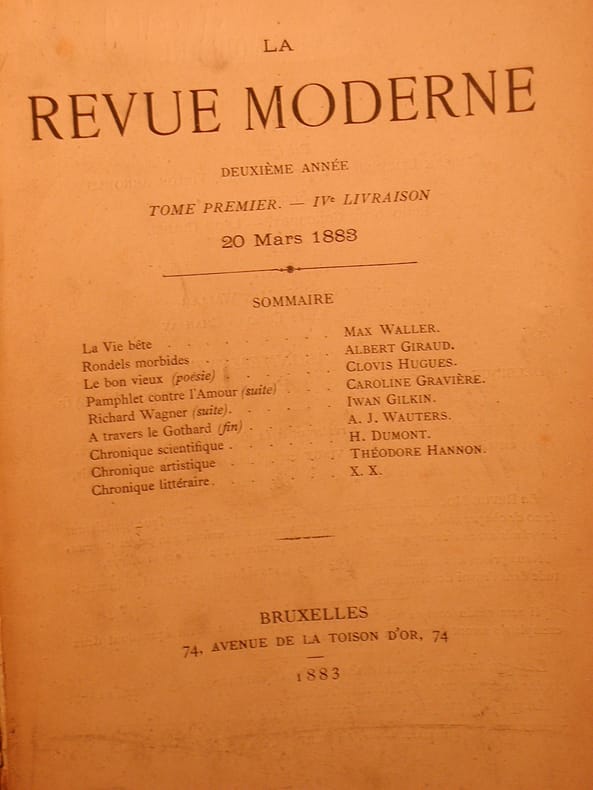 LA
REVUE MODERNE
DEUXIÈME ANNÉE
TOME PREMIER. — IVe LIVRAISON
20 Mars 1883
SOMMAIRE
La Vie bête . . . . . . . . MAX WALLER.
Rondels morbides . . . . . . . ALBERT GIRAUD.
Le bon vieux (poésie) . . . . . . CLOVIS HUGUES.
Pamphlet contre l'Amour (suite) . . . CAROLINE GRAVIÈRE.
Richard Wagner (suite). . . . . . IWAN GILKIN.
A travers le Gothard (fin) . . . . . A. J. WAUTERS.
Chronique scientifique . . . . . . H. DUMONT.
Chronique artistique . . . . . . THÉODORE HANNON.
Chronique littéraire . . . . . . . X. X.
BRUXELLES
74, AVENUE DE LA TOISON D'OR, 74
1883